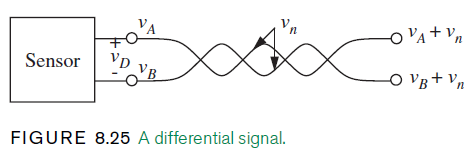 v_A
v_n
v_A + v_n
+
Sensor
v_D
v_B
-
v_B + v_n
FIGURE 8.25 A differential signal.